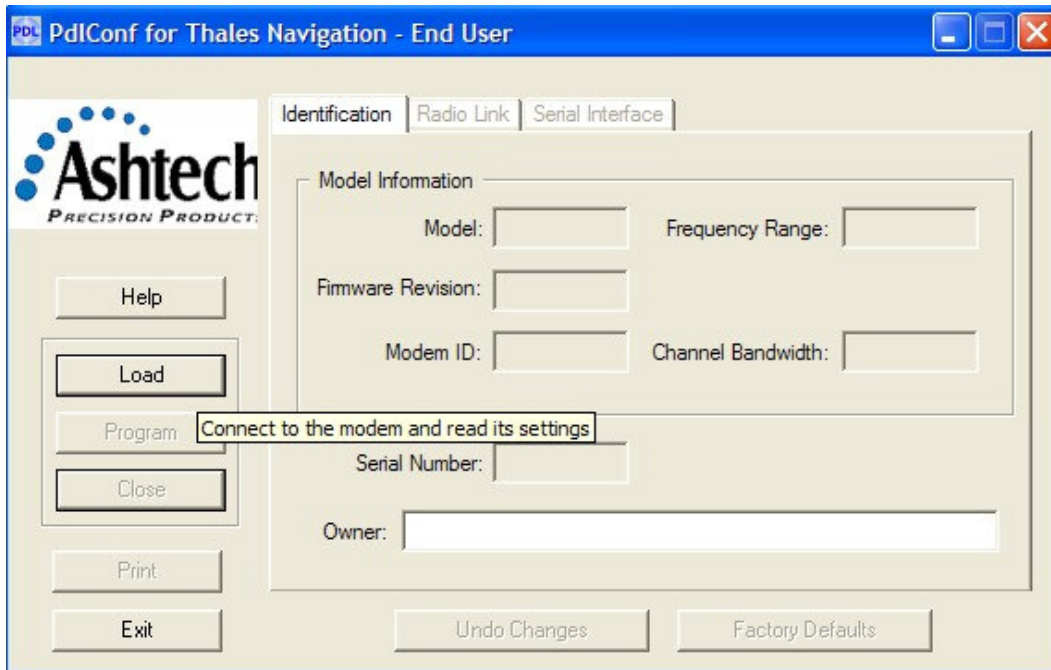 PDL PdlConf for Thales Navigation - End User
Ashtech
PRECISION PRODUCT
Help
Load
Program
Close
Print
Exit
Identification Radio Link Serial Interface
Model Information
Model: Frequency Range:
Firmware Revision:
Modem ID: Channel Bandwidth:
Connect to the modem and read its settings
Serial Number:
Owner:
Undo Changes Factory Defaults